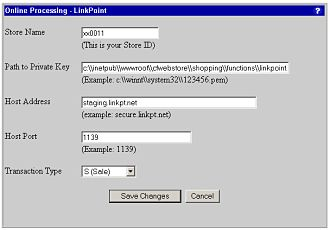 Online Processing - LinkPoint
Store Name xx0011
(This is your Store ID)
Path to Private Key c:\\inetpub\\wwwroot\\cfwebstore\\shopping\\functions\\linkpoint
(Example: c:\\winnt\\system32\\123456.pem)
Host Address staging.linkpt.net
(example: secure.linkpt.net)
Host Port 1139
(Example: 1139)
Transaction Type S (Sale)
Save Changes Cancel